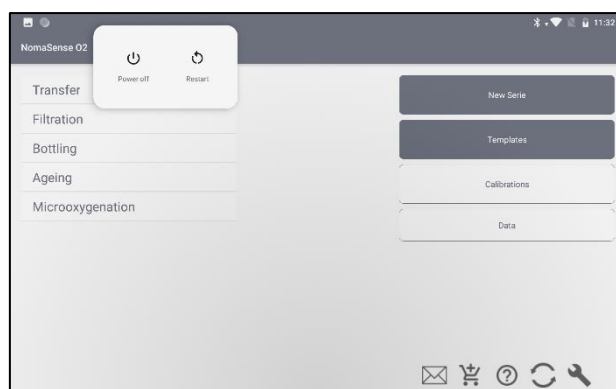 11:32
NomaSense O2
Power off
Restart
Transfer
Filtration
Bottling
Ageing
Microoxygenation
New Serie
Templates
Calibrations
Data